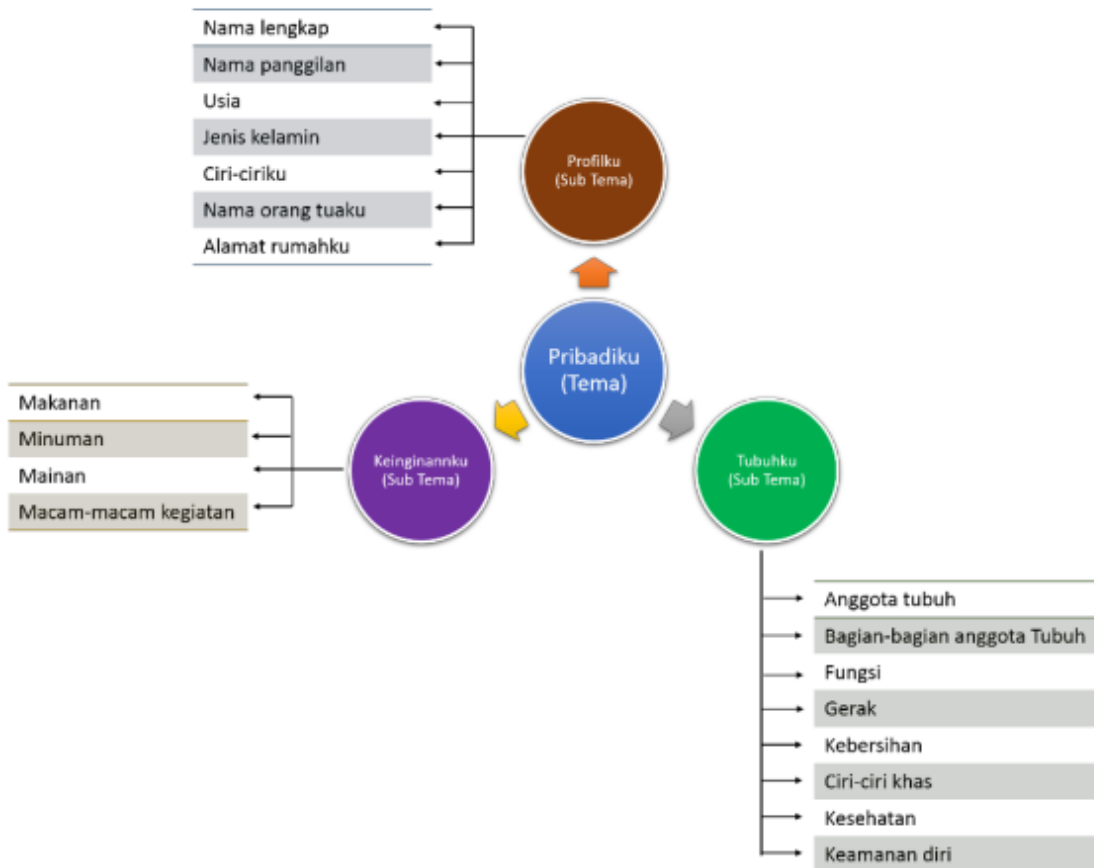 Nama lengkap
Nama panggilan
Usia
Jenis kelamin
Ciri-ciriku
Nama orang tuaku
Alamat rumahku
Profilku
(Sub Tema)
Pribadiku
(Tema)
Makanan
Minuman
Mainan
Macam-macam kegiatan
Keinginannku
(Sub Tema)
Tubuhku
(Sub Tema)
Anggota tubuh
Bagian-bagian anggota Tubuh
Fungsi
Gerak
Kebersihan
Ciri-ciri khas
Kesehatan
Keamanan diri